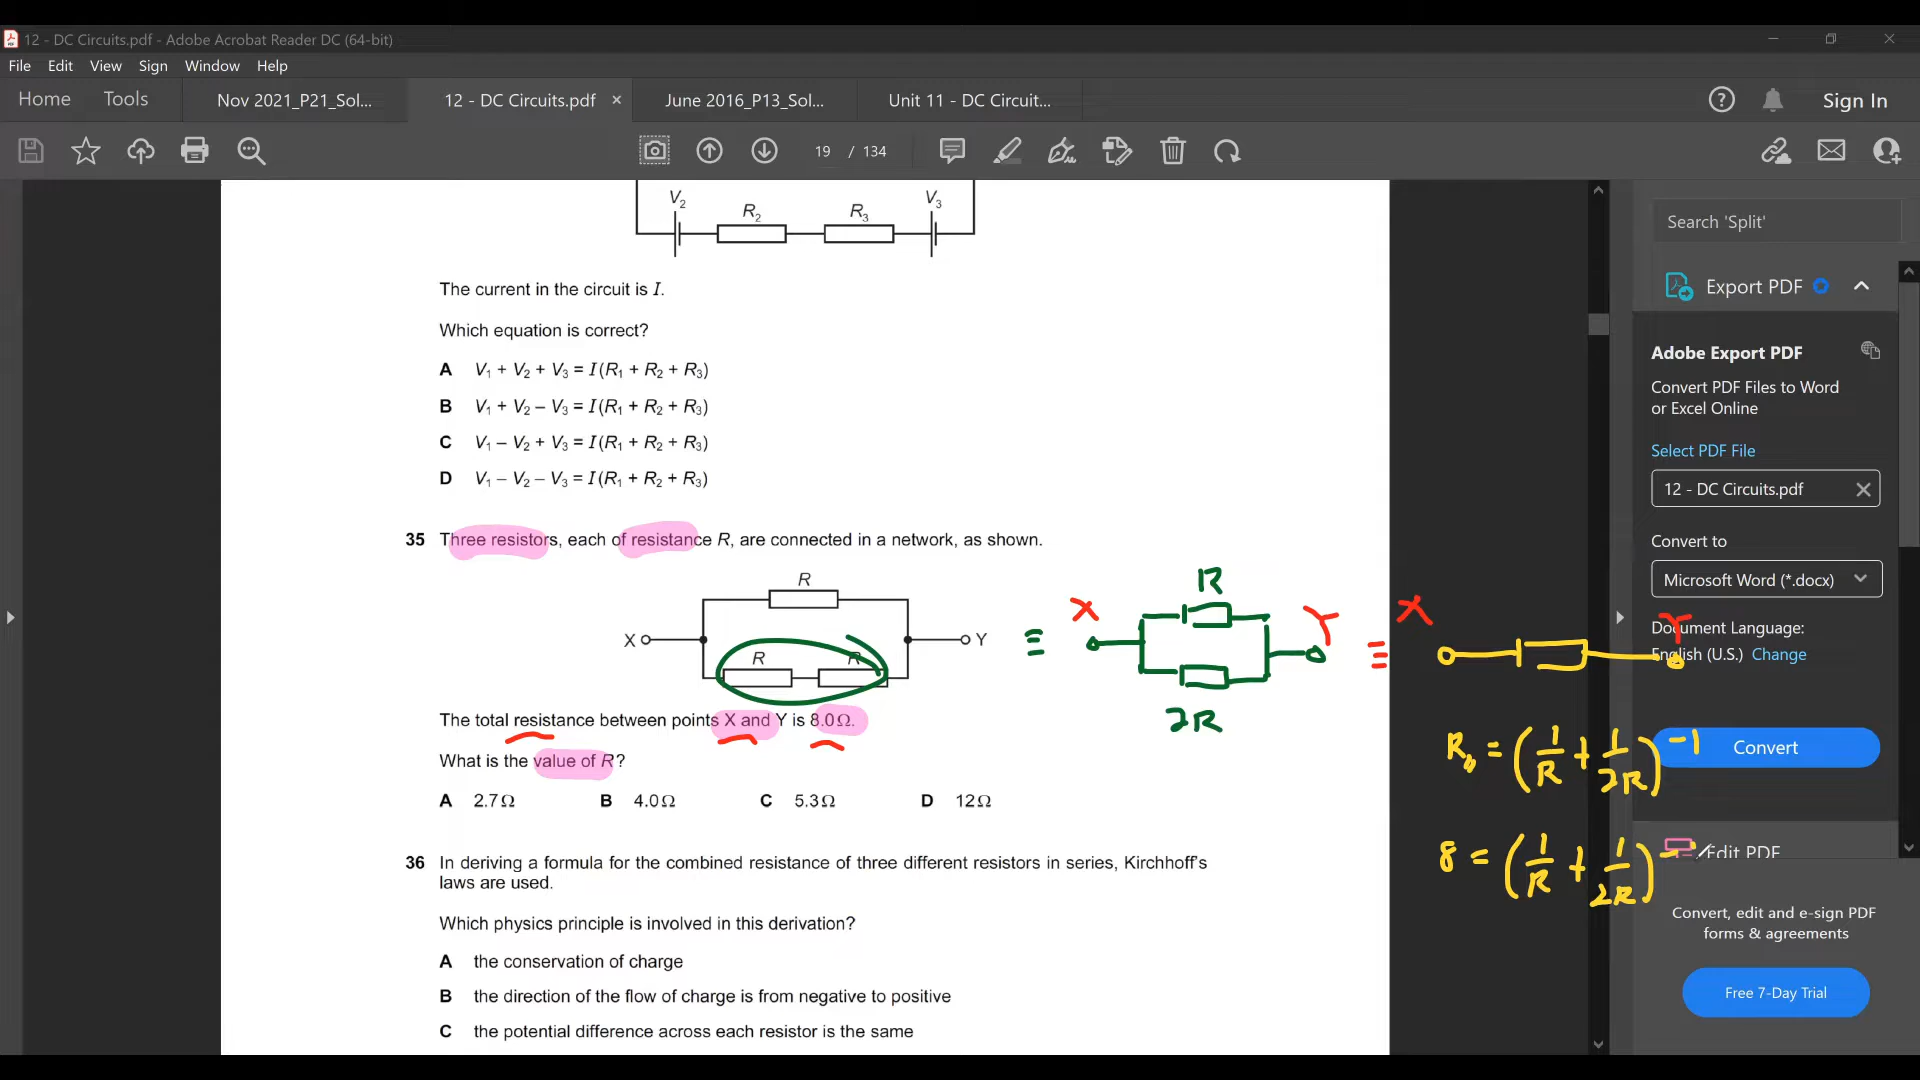 12 - DC Circuits.pdf - Adobe Acrobat Reader DC (64-bit)
File Edit View Sign Window Help
Home Tools Nov 2021_P21_Sol... 12 - DC Circuits.pdf × June 2016_P13_Sol... Unit 11 - DC Circuit... ? Sign In
19 / 134
V2 R2 R3 V3
The current in the circuit is I.
Which equation is correct?
A V1 + V2 + V3 = I(R1 + R2 + R3)
B V1 + V2 – V3 = I(R1 + R2 + R3)
C V1 – V2 + V3 = I(R1 + R2 + R3)
D V1 – V2 – V3 = I(R1 + R2 + R3)
35 Three resistors, each of resistance R, are connected in a network, as shown.
R
X Y
R R
≡ X R Y
2R
≡ X Y
The total resistance between points X and Y is 8.0Ω.
What is the value of R?
A 2.7Ω B 4.0Ω C 5.3Ω D 12Ω
36 In deriving a formula for the combined resistance of three different resistors in series, Kirchhoff's
laws are used.
Which physics principle is involved in this derivation?
A the conservation of charge
B the direction of the flow of charge is from negative to positive
C the potential difference across each resistor is the same
= (1/R + 1/2R)^-1
8 = (1/R + 1/2R)^-
Search 'Split'
Export PDF
Adobe Export PDF
Convert PDF Files to Word
or Excel Online
Select PDF File
12 - DC Circuits.pdf
Convert to
Microsoft Word (*.docx)
Document Language:
English (U.S.) Change
Convert
Edit PDF
Convert, edit and e-sign PDF
forms & agreements
Free 7-Day Trial